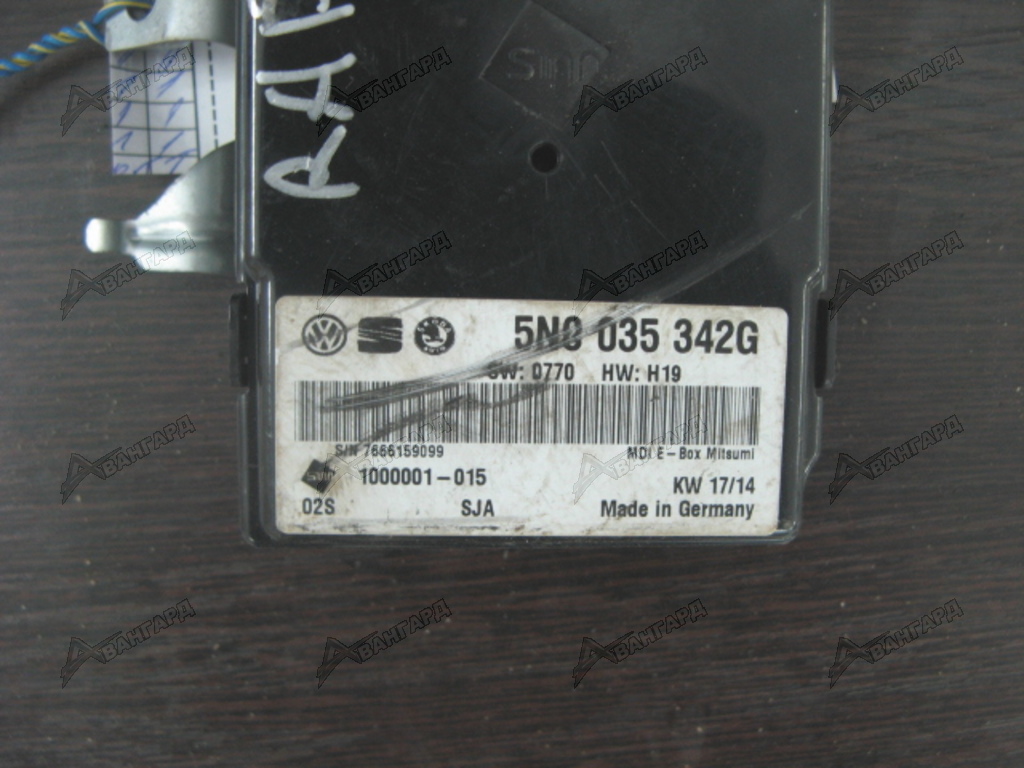 5N0 035 342G
SW: 0770 HW: H19
S/N 7666159099
MDI E-Box Mitsumi
1000001-015
KW 17/14
02S
SJA
Made in Germany
АВАНГАРД